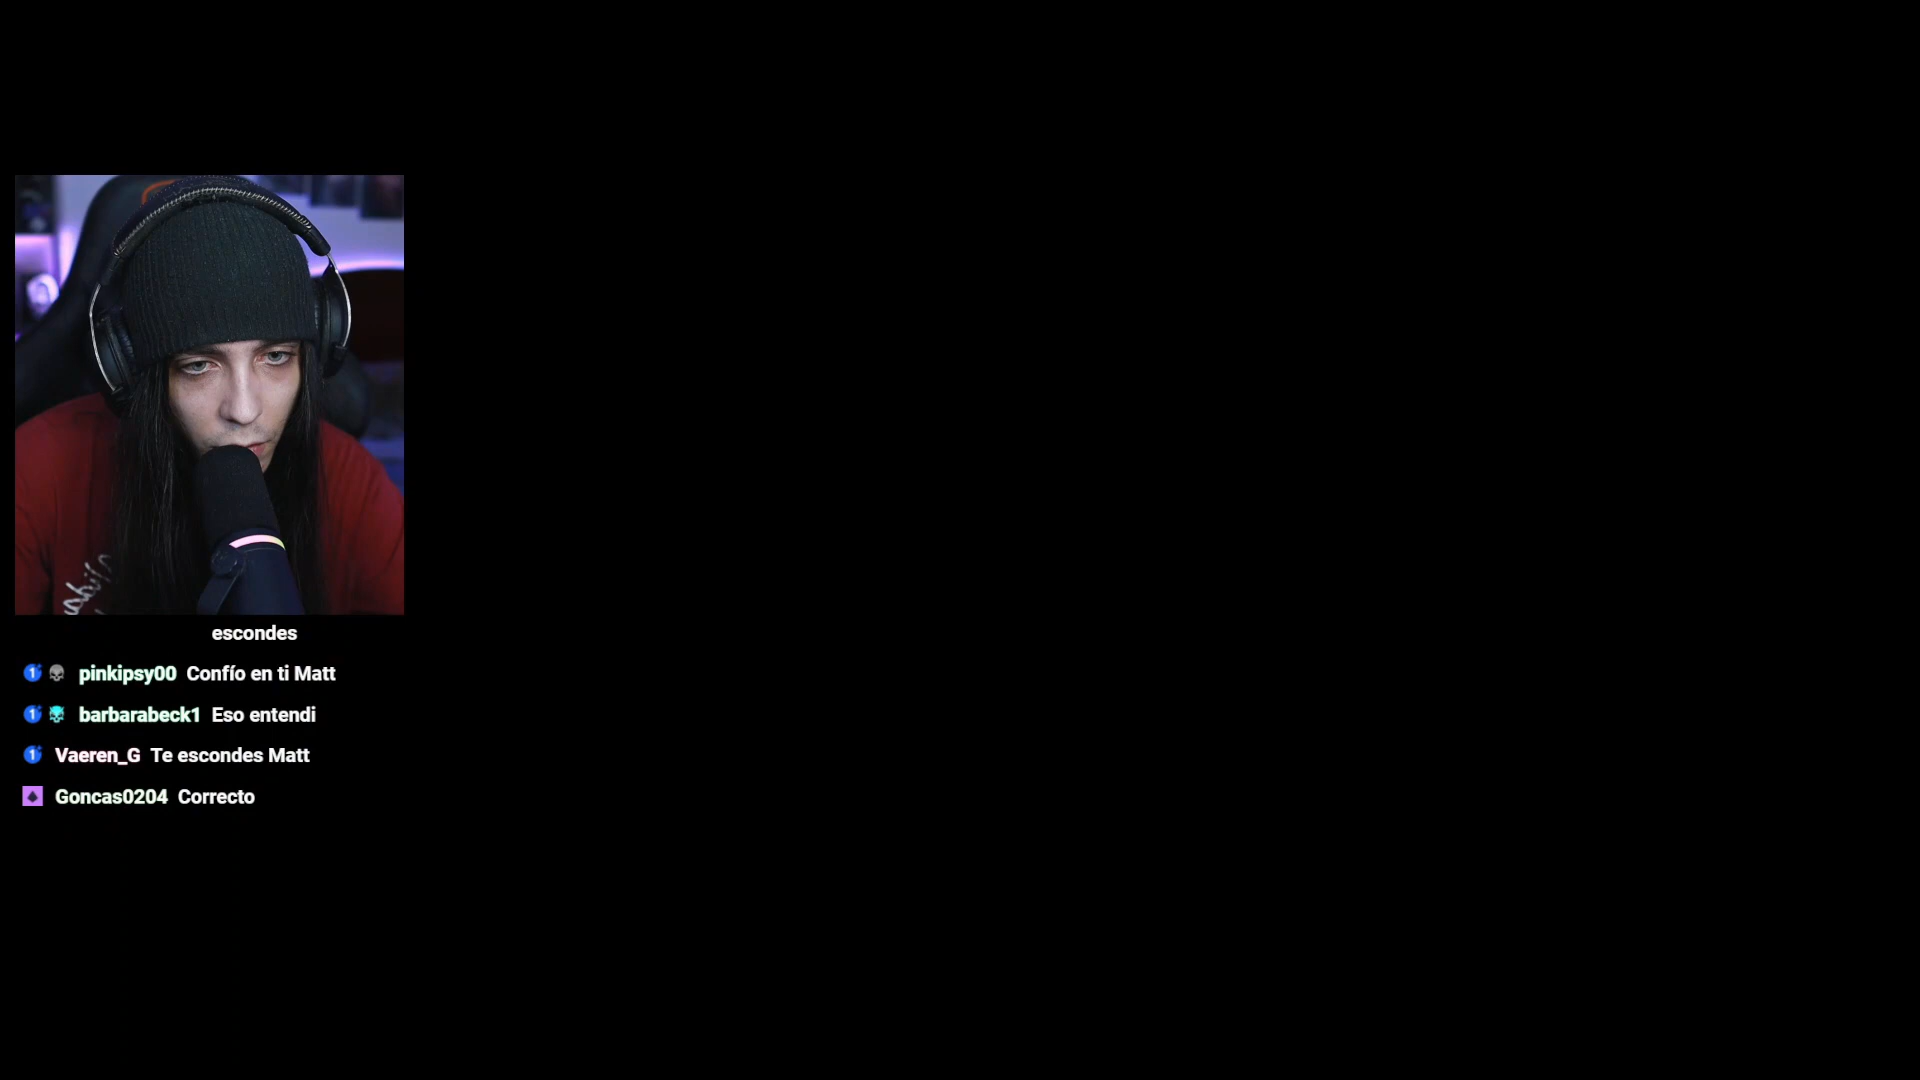 escondes
pinkipsy00 Confío en ti Matt
barbarabeck1 Eso entendi
Vaeren_G Te escondes Matt
Goncas0204 Correcto